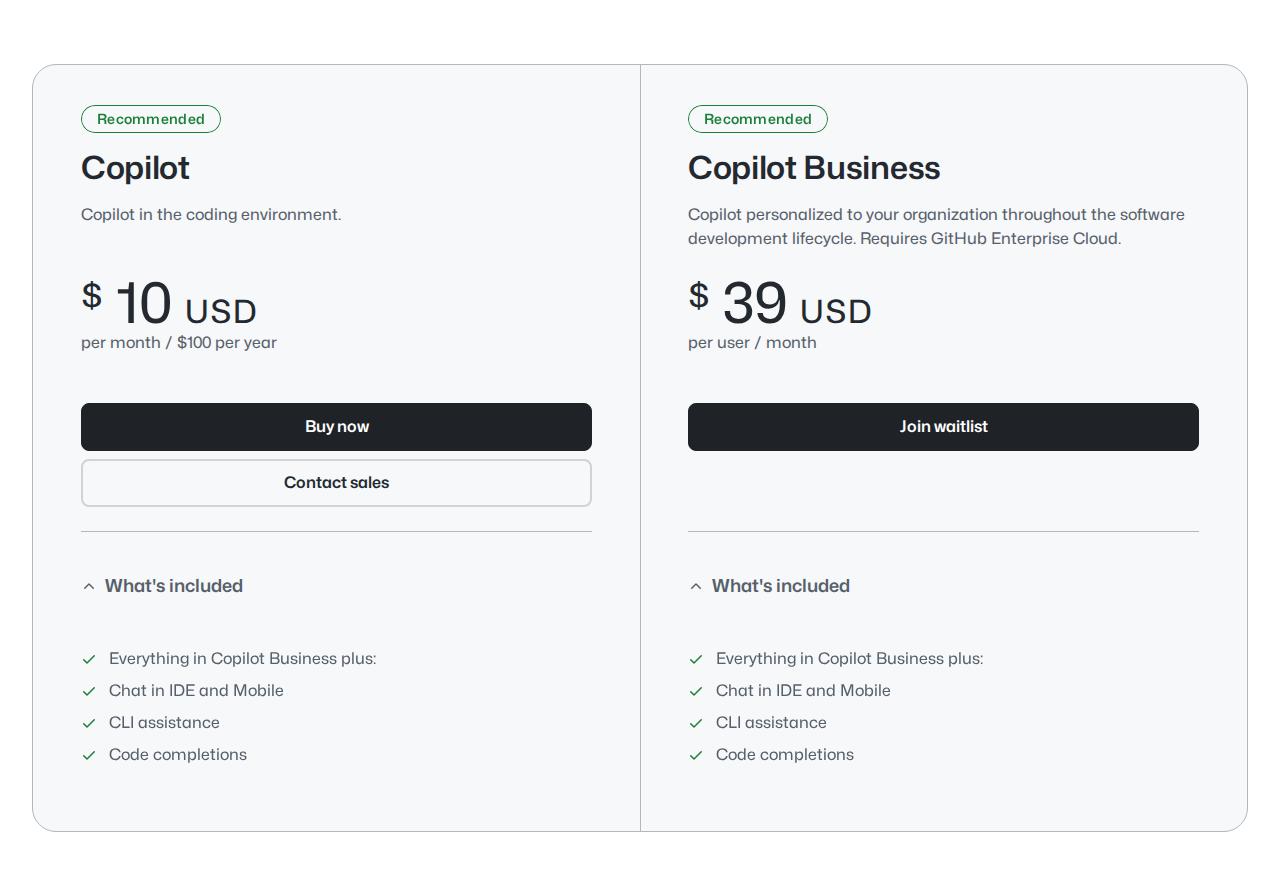 Recommended
Copilot
Copilot in the coding environment.
$ 10 USD
per month / $100 per year
Buy now
Contact sales
What's included
Everything in Copilot Business plus:
Chat in IDE and Mobile
CLI assistance
Code completions
Recommended
Copilot Business
Copilot personalized to your organization throughout the software
development lifecycle. Requires GitHub Enterprise Cloud.
$ 39 USD
per user / month
Join waitlist
What's included
Everything in Copilot Business plus:
Chat in IDE and Mobile
CLI assistance
Code completions